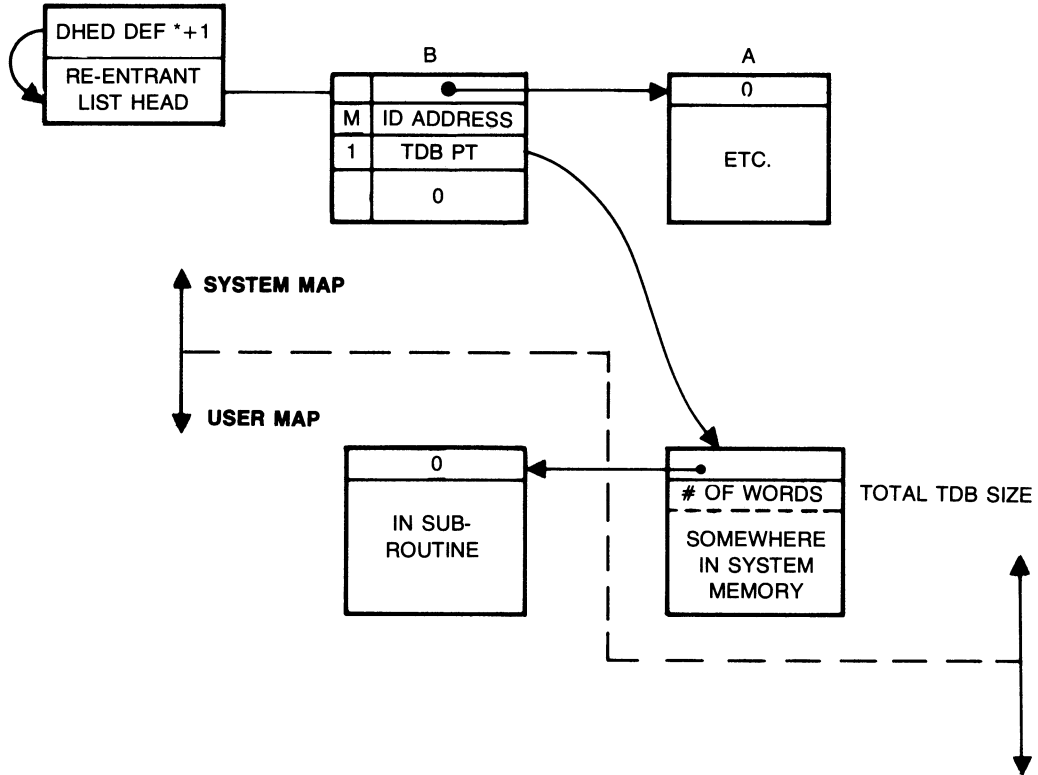 DHED DEF *+1
RE-ENTRANT
LIST HEAD
B
M ID ADDRESS
1 TDB PT
0
A
0
ETC.
SYSTEM MAP
USER MAP
0
IN SUB-
ROUTINE
# OF WORDS
SOMEWHERE
IN SYSTEM
MEMORY
TOTAL TDB SIZE